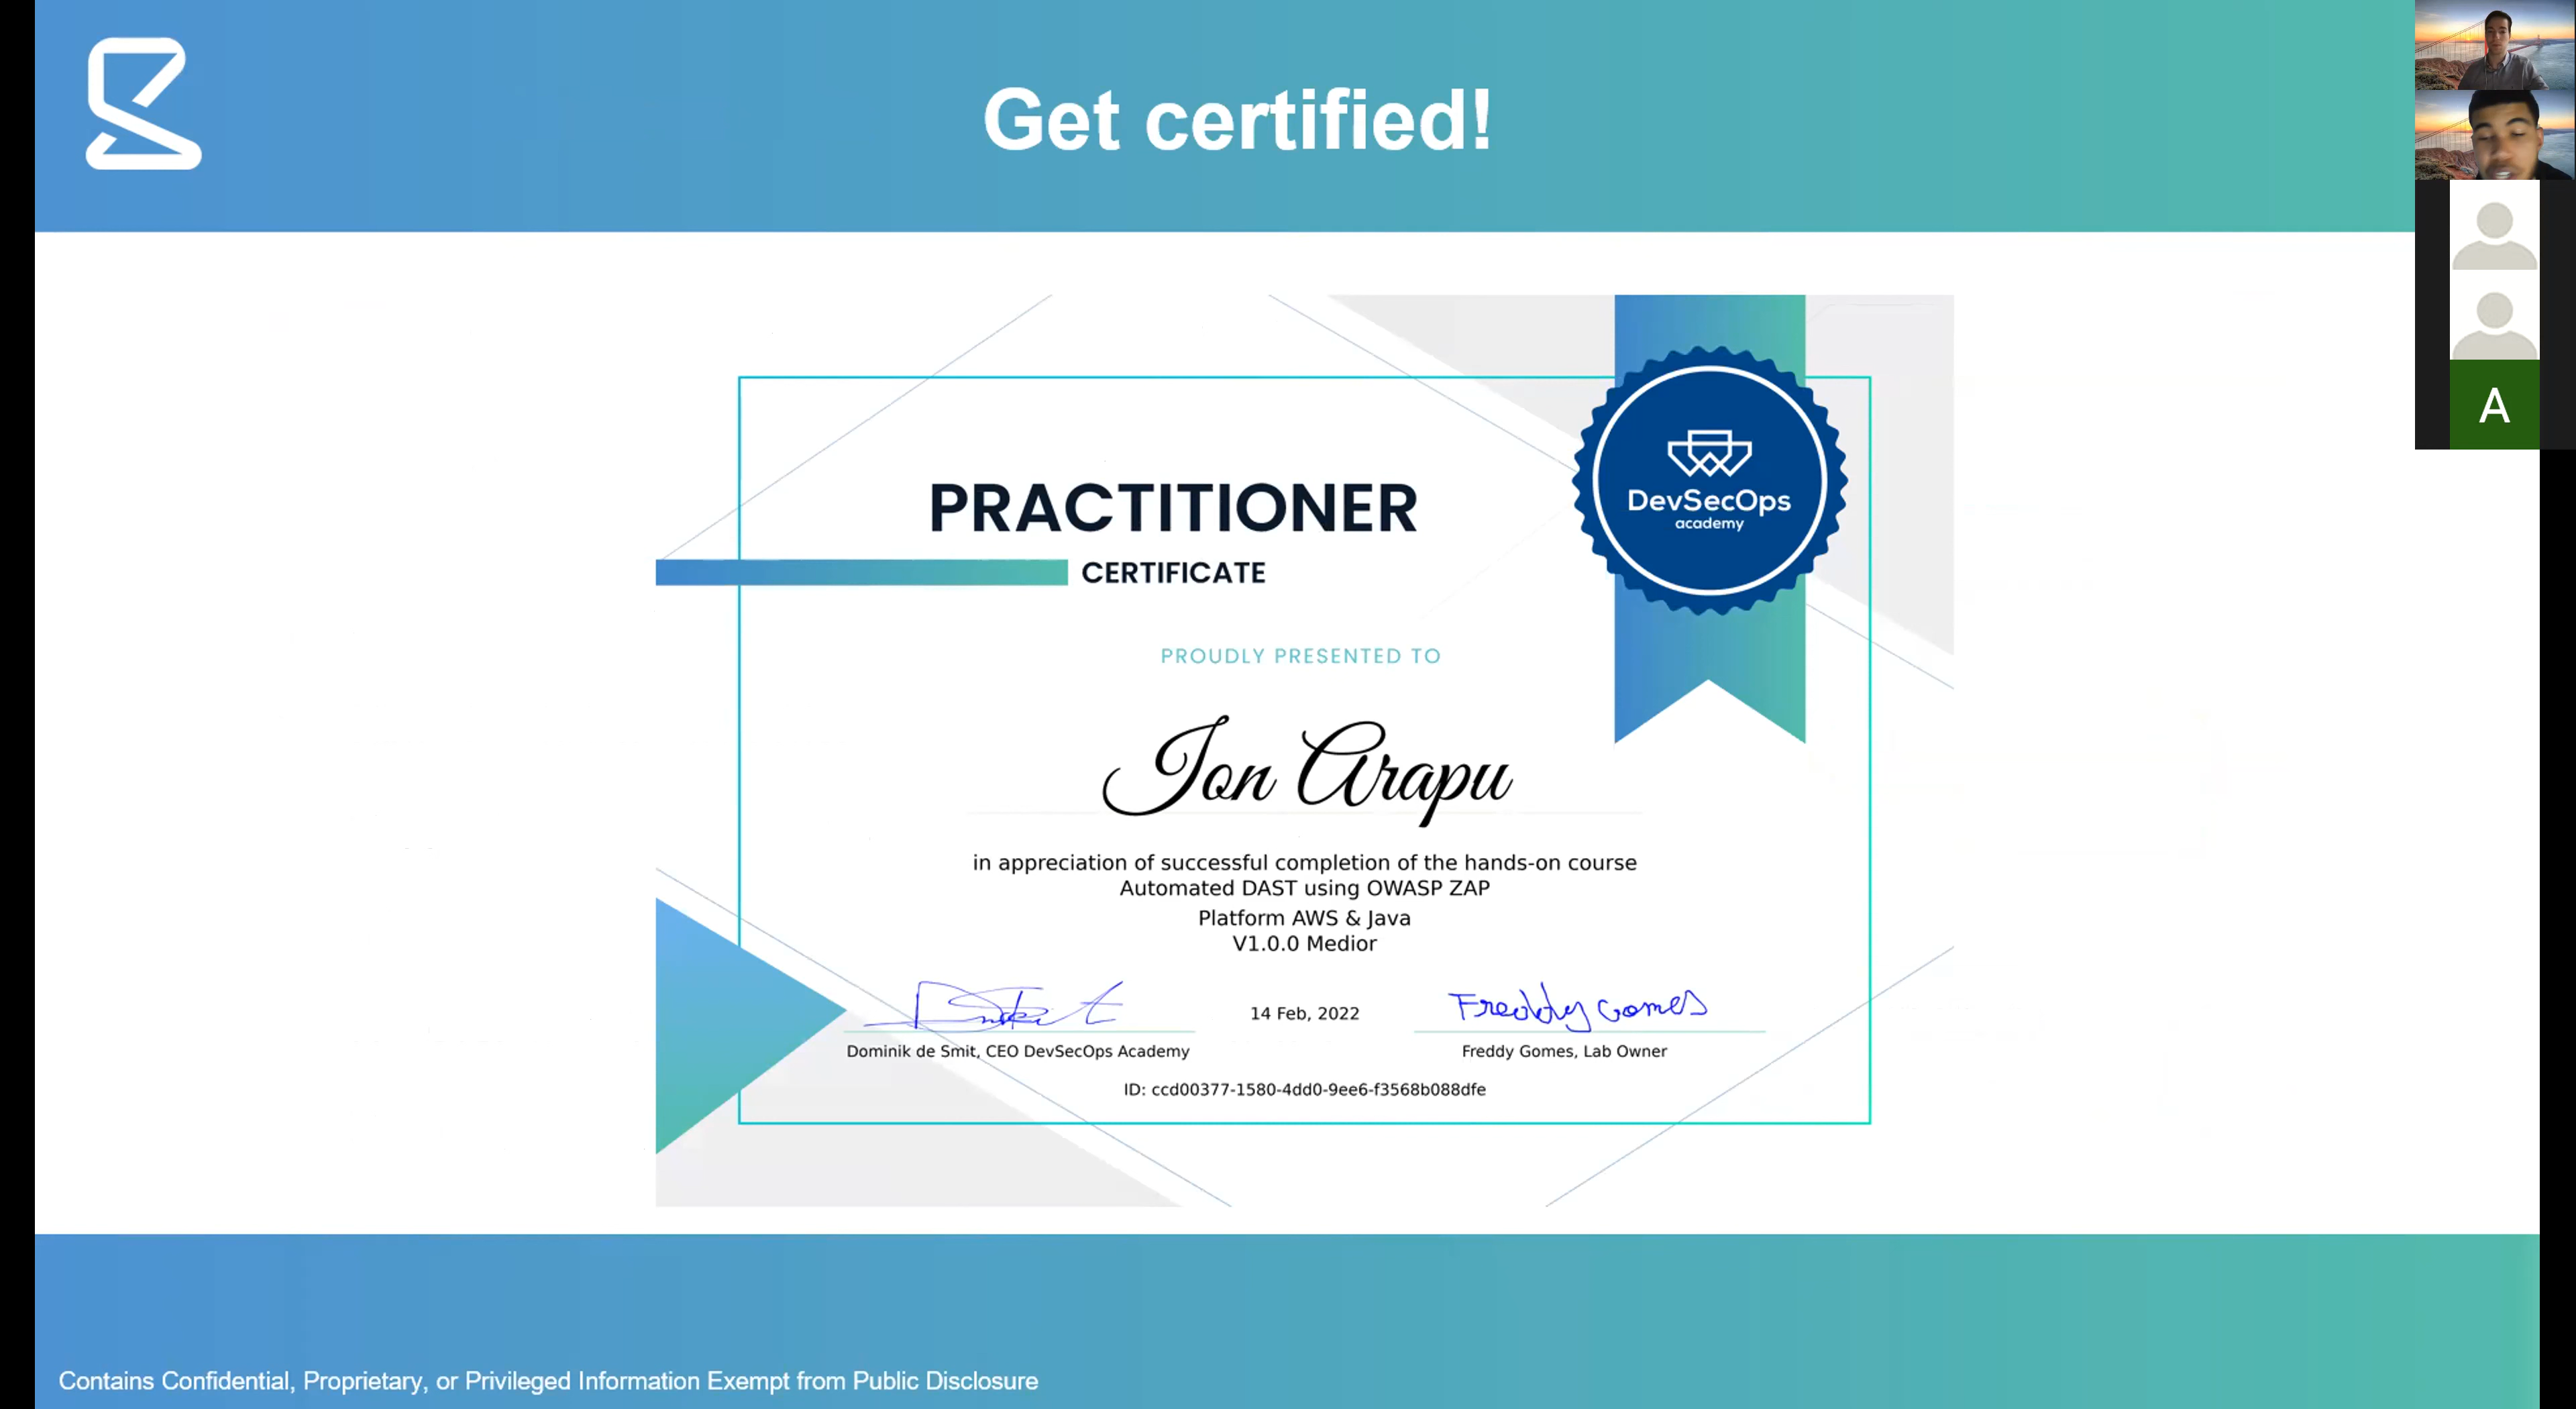 Get certified!
A
DevSecOps
academy
PRACTITIONER
CERTIFICATE
PROUDLY PRESENTED TO
Ion Arapu
in appreciation of successful completion of the hands-on course
Automated DAST using OWASP ZAP
Platform AWS & Java
V1.0.0 Medior
Freddy Gomes
14 Feb, 2022
Dominik de Smit, CEO DevSecOps Academy
Freddy Gomes, Lab Owner
ID: ccd00377-1580-4dd0-9ee6-f3568b088dfe
Contains Confidential, Proprietary, or Privileged Information Exempt from Public Disclosure